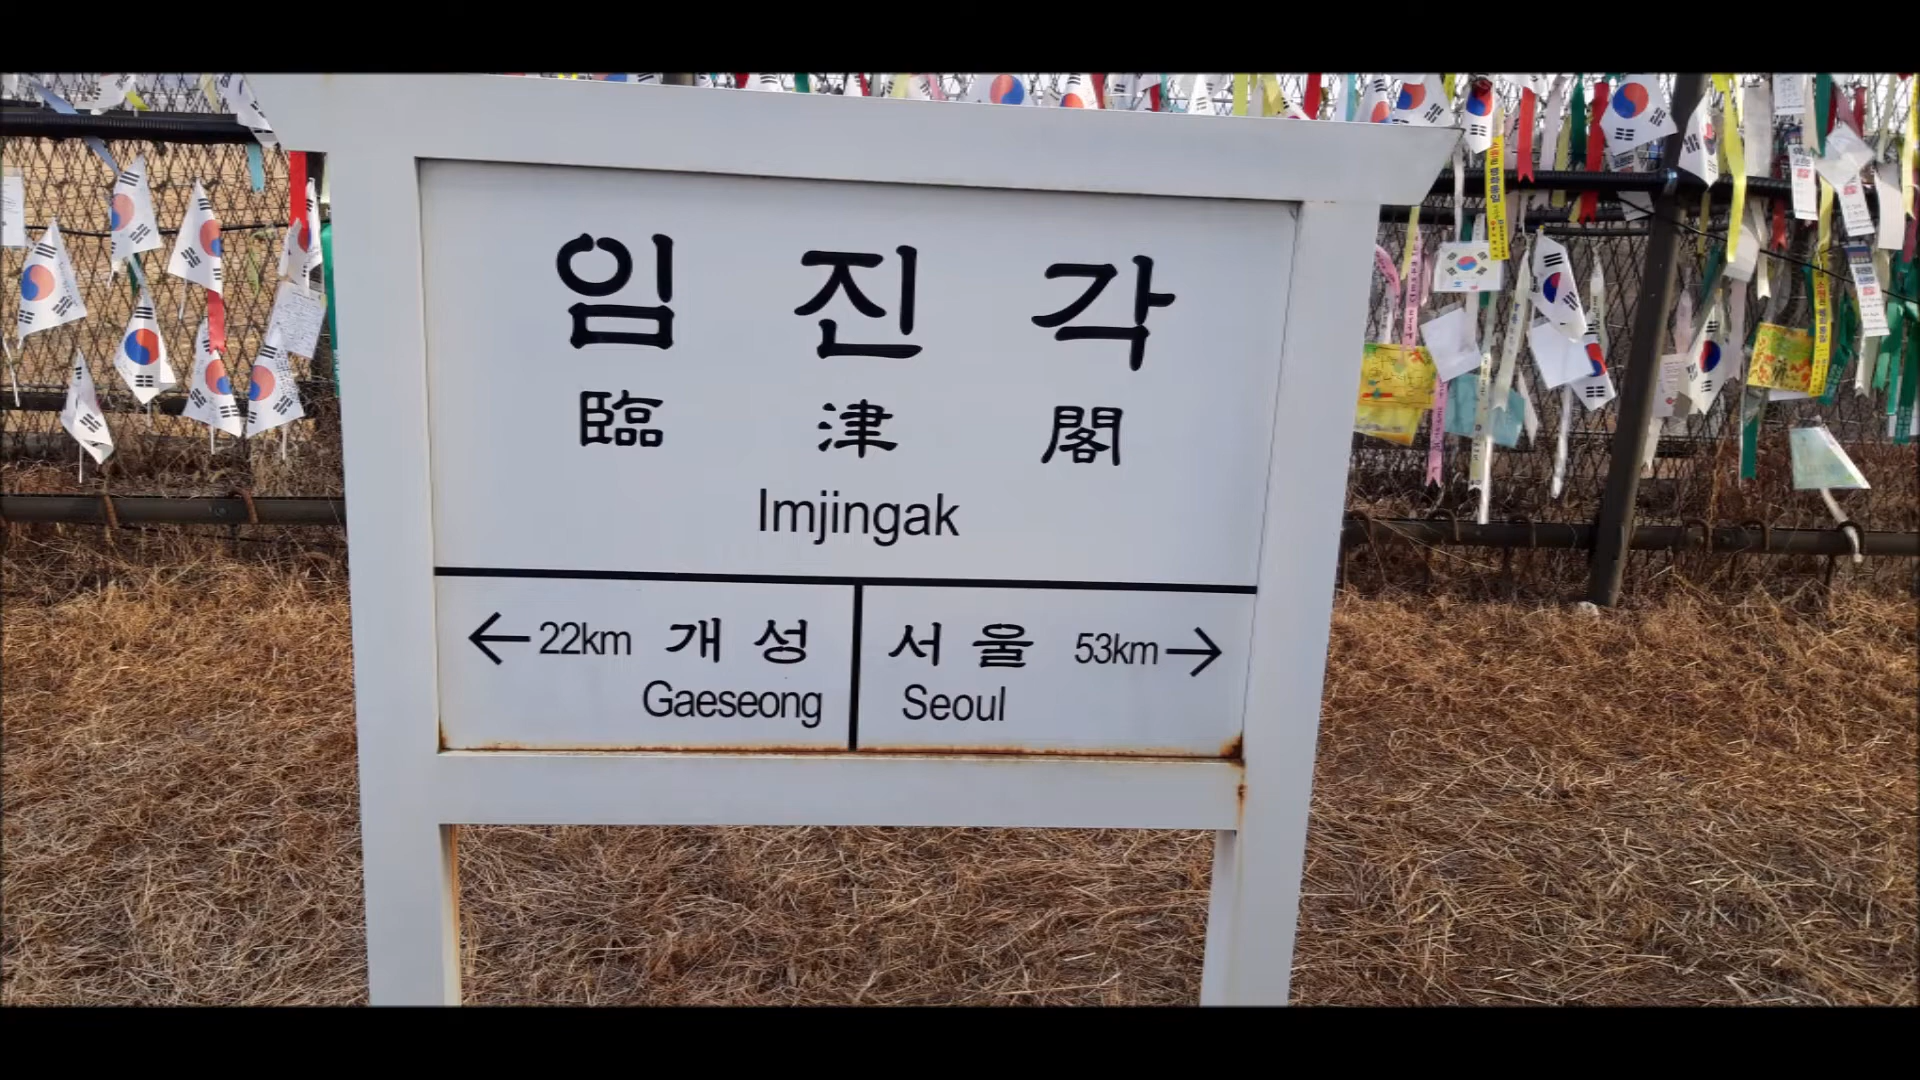 임 진 각
臨 津 閣
Imjingak
←22km 개 성
Gaeseong
서 울 53km→
Seoul